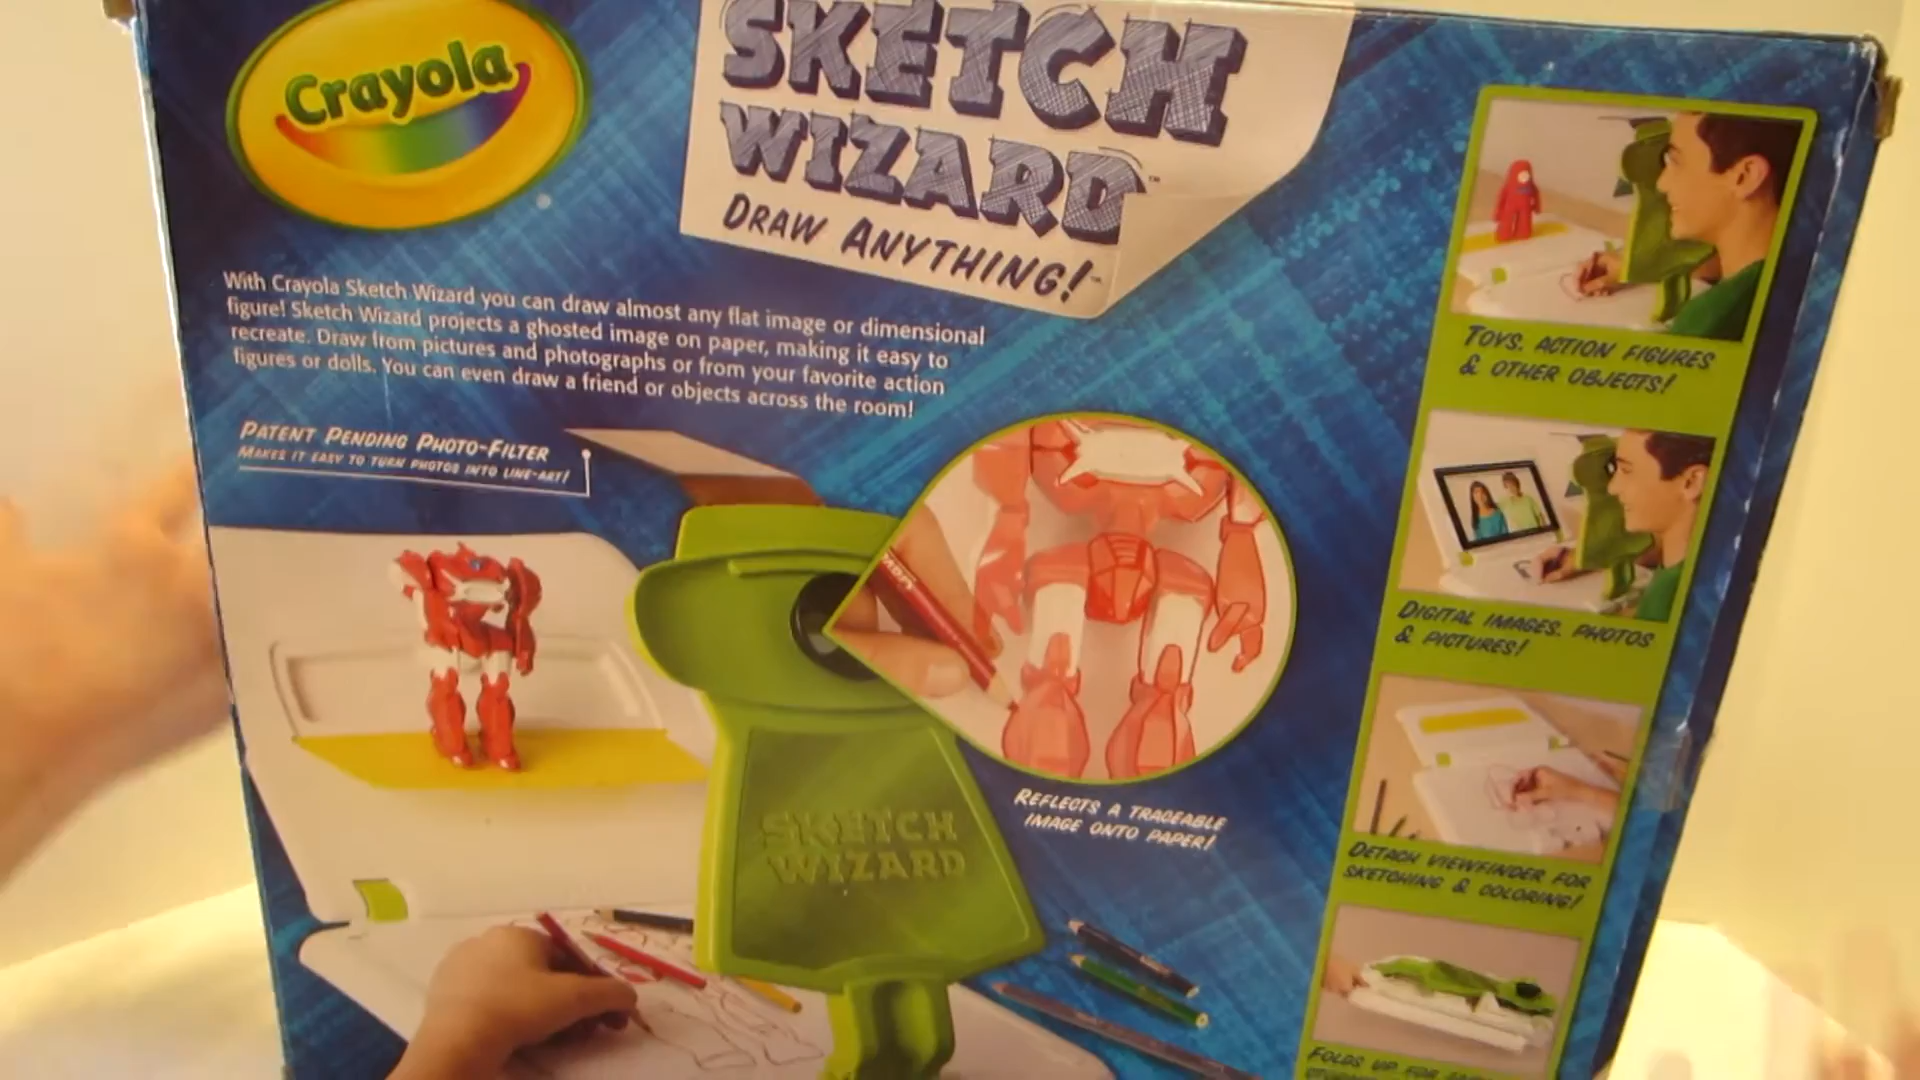 Crayola
SKETCH
WIZARD™
DRAW ANYTHING!™
With Crayola Sketch Wizard you can draw almost any flat image or dimensional
figure! Sketch Wizard projects a ghosted image on paper, making it easy to
recreate. Draw from pictures and photographs or from your favorite action
figures or dolls. You can even draw a friend or objects across the room!
PATENT PENDING PHOTO-FILTER
MAKES IT EASY TO TURN PHOTOS INTO LINE-ART!
SKETCH
WIZARD
REFLECTS A TRACEABLE
IMAGE ONTO PAPER!
TOYS, ACTION FIGURES
& OTHER OBJECTS!
DIGITAL IMAGES, PHOTOS
& PICTURES!
DETACH VIEWFINDER FOR
SKETCHING & COLORING!
FOLDS UP FOR